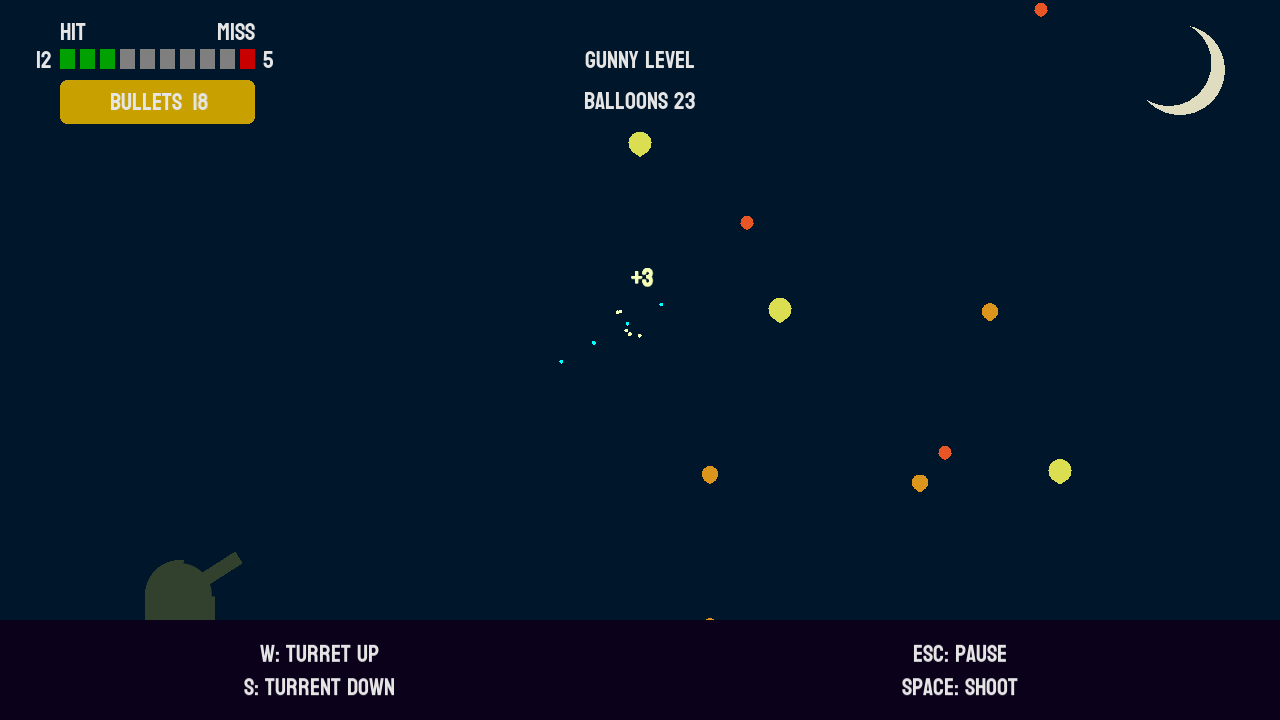 HIT MISS
12 5
BULLETS 18
GUNNY LEVEL
BALLOONS 23
+3
W: TURRET UP
S: TURRENT DOWN
ESC: PAUSE
SPACE: SHOOT